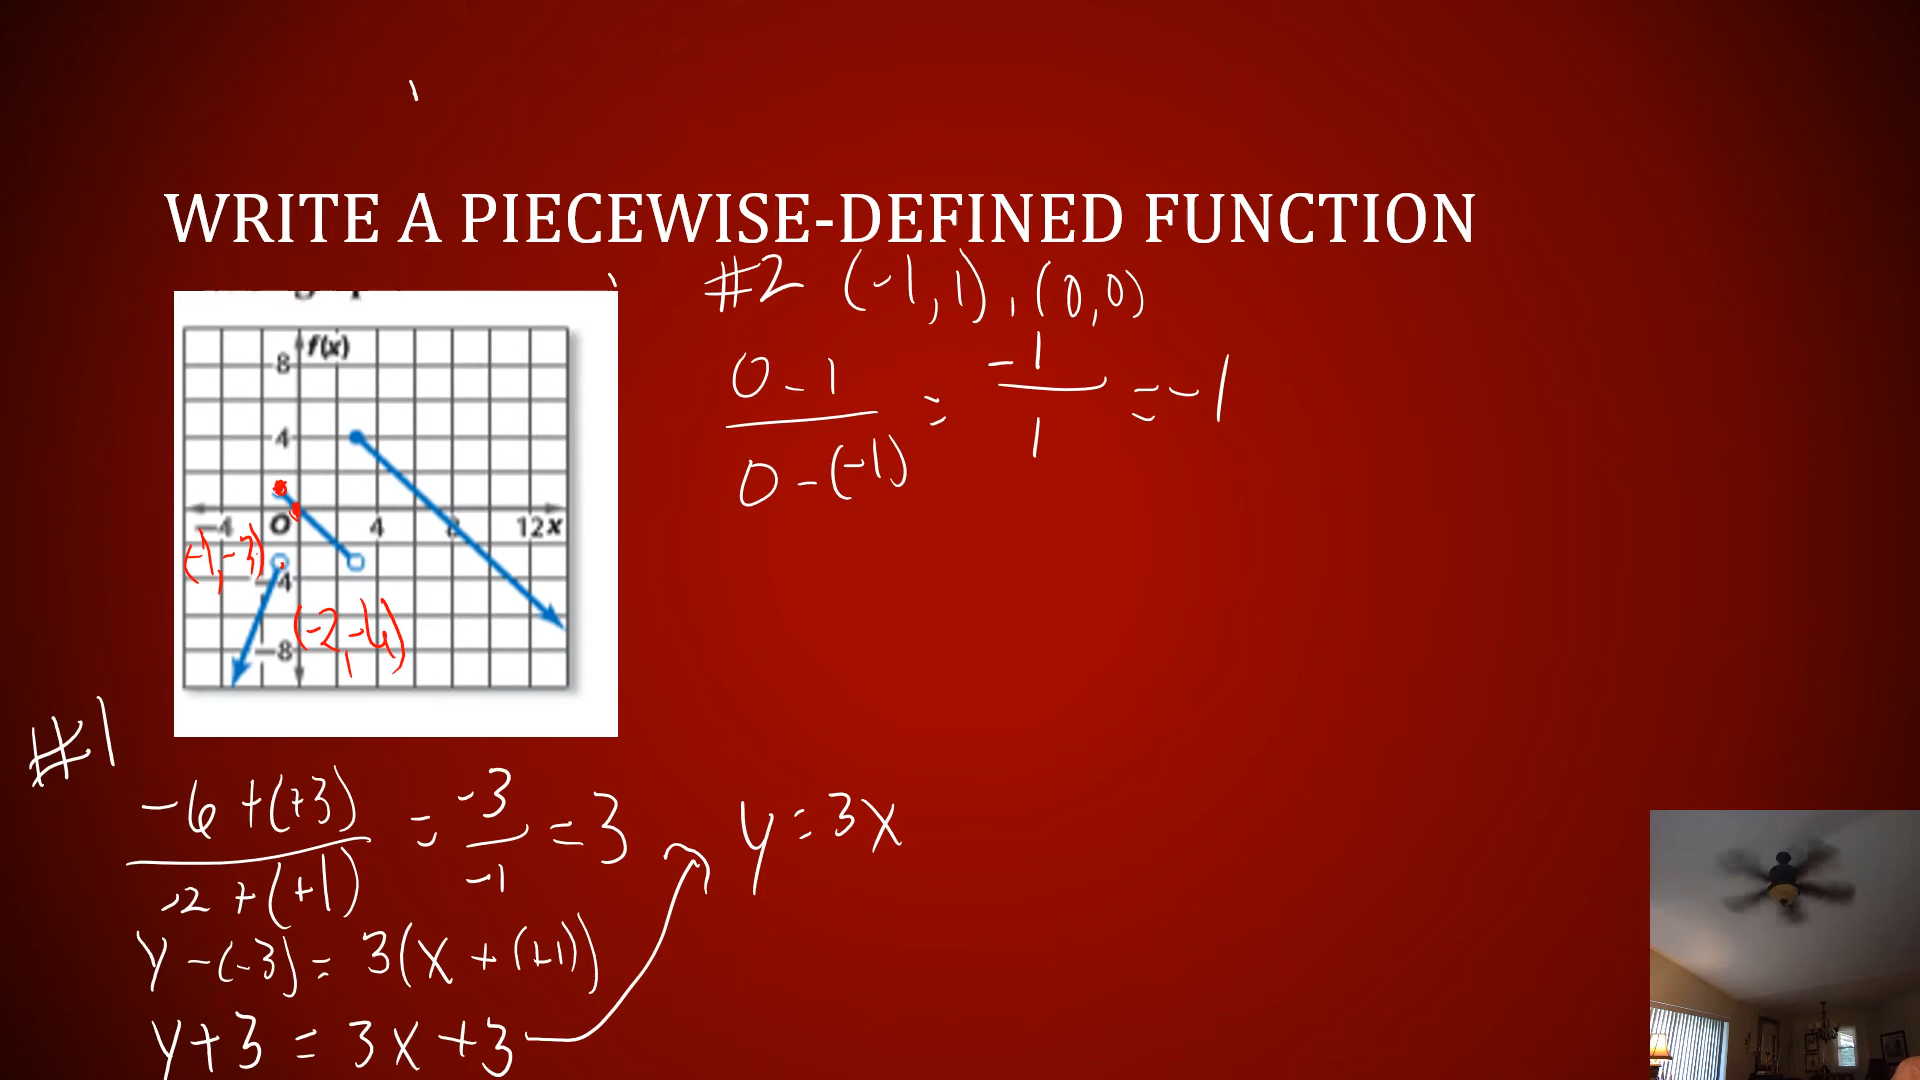 WRITE A PIECEWISE-DEFINED FUNCTION
#2 (-1,1), (0,0)
0-1 / 0-(-1) = -1/1 = -1
f(x)
8
4
-4 O 4 8 12 x
(-1,-3)
-4
(-2,-6)
-8
#1
-6+(+3) / -2+(+1) = -3/-1 = 3
y=3x
y-(-3)=3(x+(+1))
y+3=3x+3